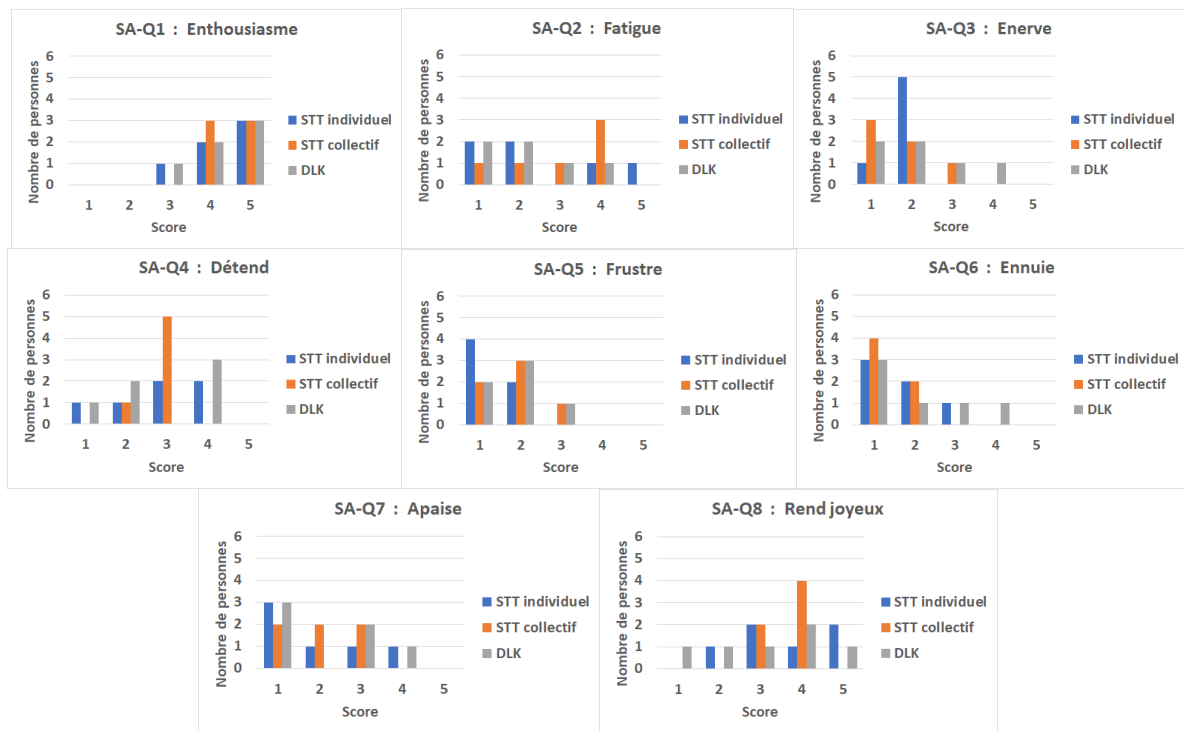 SA-Q1 : Enthousiasme
Nombre de personnes
6
5
4
3
2
1
0
1 2 3 4 5
Score
STT individuel
STT collectif
DLK
SA-Q2 : Fatigue
Nombre de personnes
6
5
4
3
2
1
0
1 2 3 4 5
Score
STT individuel
STT collectif
DLK
SA-Q3 : Enerve
Nombre de personnes
6
5
4
3
2
1
0
1 2 3 4 5
Score
STT individuel
STT collectif
DLK
SA-Q4 : Détend
Nombre de personnes
6
5
4
3
2
1
0
1 2 3 4 5
Score
STT individuel
STT collectif
DLK
SA-Q5 : Frustre
Nombre de personnes
6
5
4
3
2
1
0
1 2 3 4 5
Score
STT individuel
STT collectif
DLK
SA-Q6 : Ennuie
Nombre de personnes
6
5
4
3
2
1
0
1 2 3 4 5
Score
STT individuel
STT collectif
DLK
SA-Q7 : Apaise
Nombre de personnes
6
5
4
3
2
1
0
1 2 3 4 5
Score
STT individuel
STT collectif
DLK
SA-Q8 : Rend joyeux
Nombre de personnes
6
5
4
3
2
1
0
1 2 3 4 5
Score
STT individuel
STT collectif
DLK